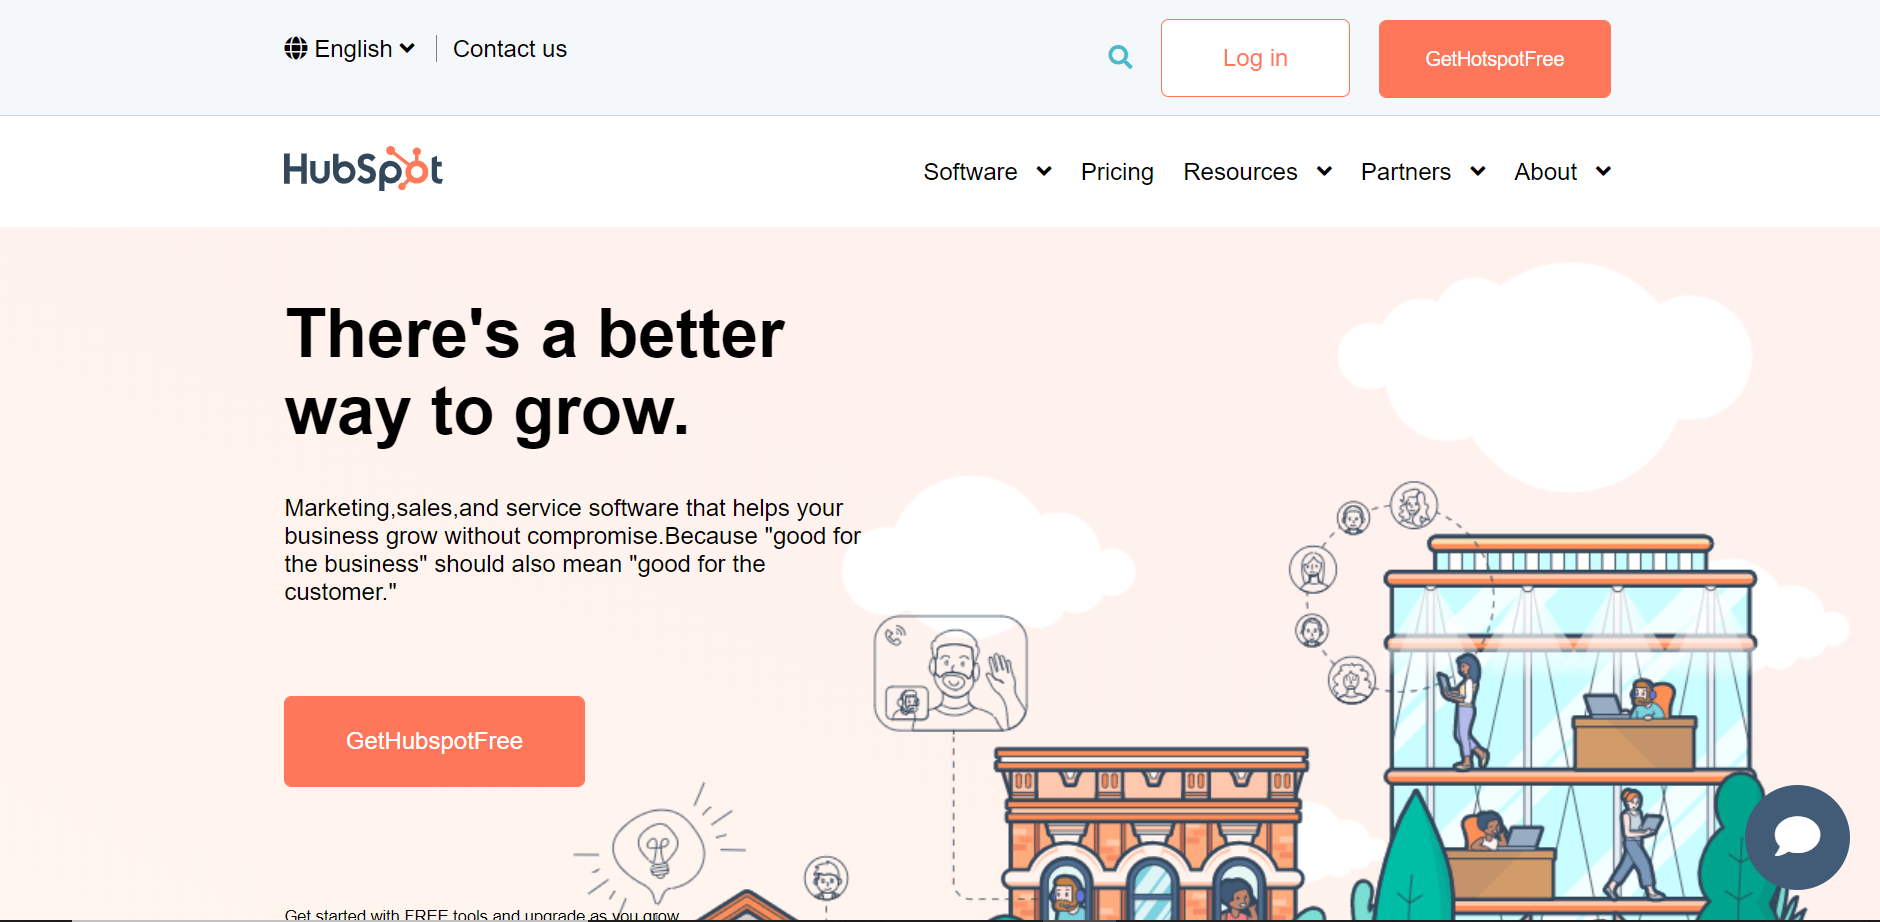 English
Contact us
Log in
GetHotspotFree
HubSpot
Software
Pricing
Resources
Partners
About
There's a better
way to grow.
Marketing,sales,and service software that helps your
business grow without compromise.Because "good for
the business" should also mean "good for the
customer."
GetHubspotFree
Get started with FREE tools and upgrade as you grow.